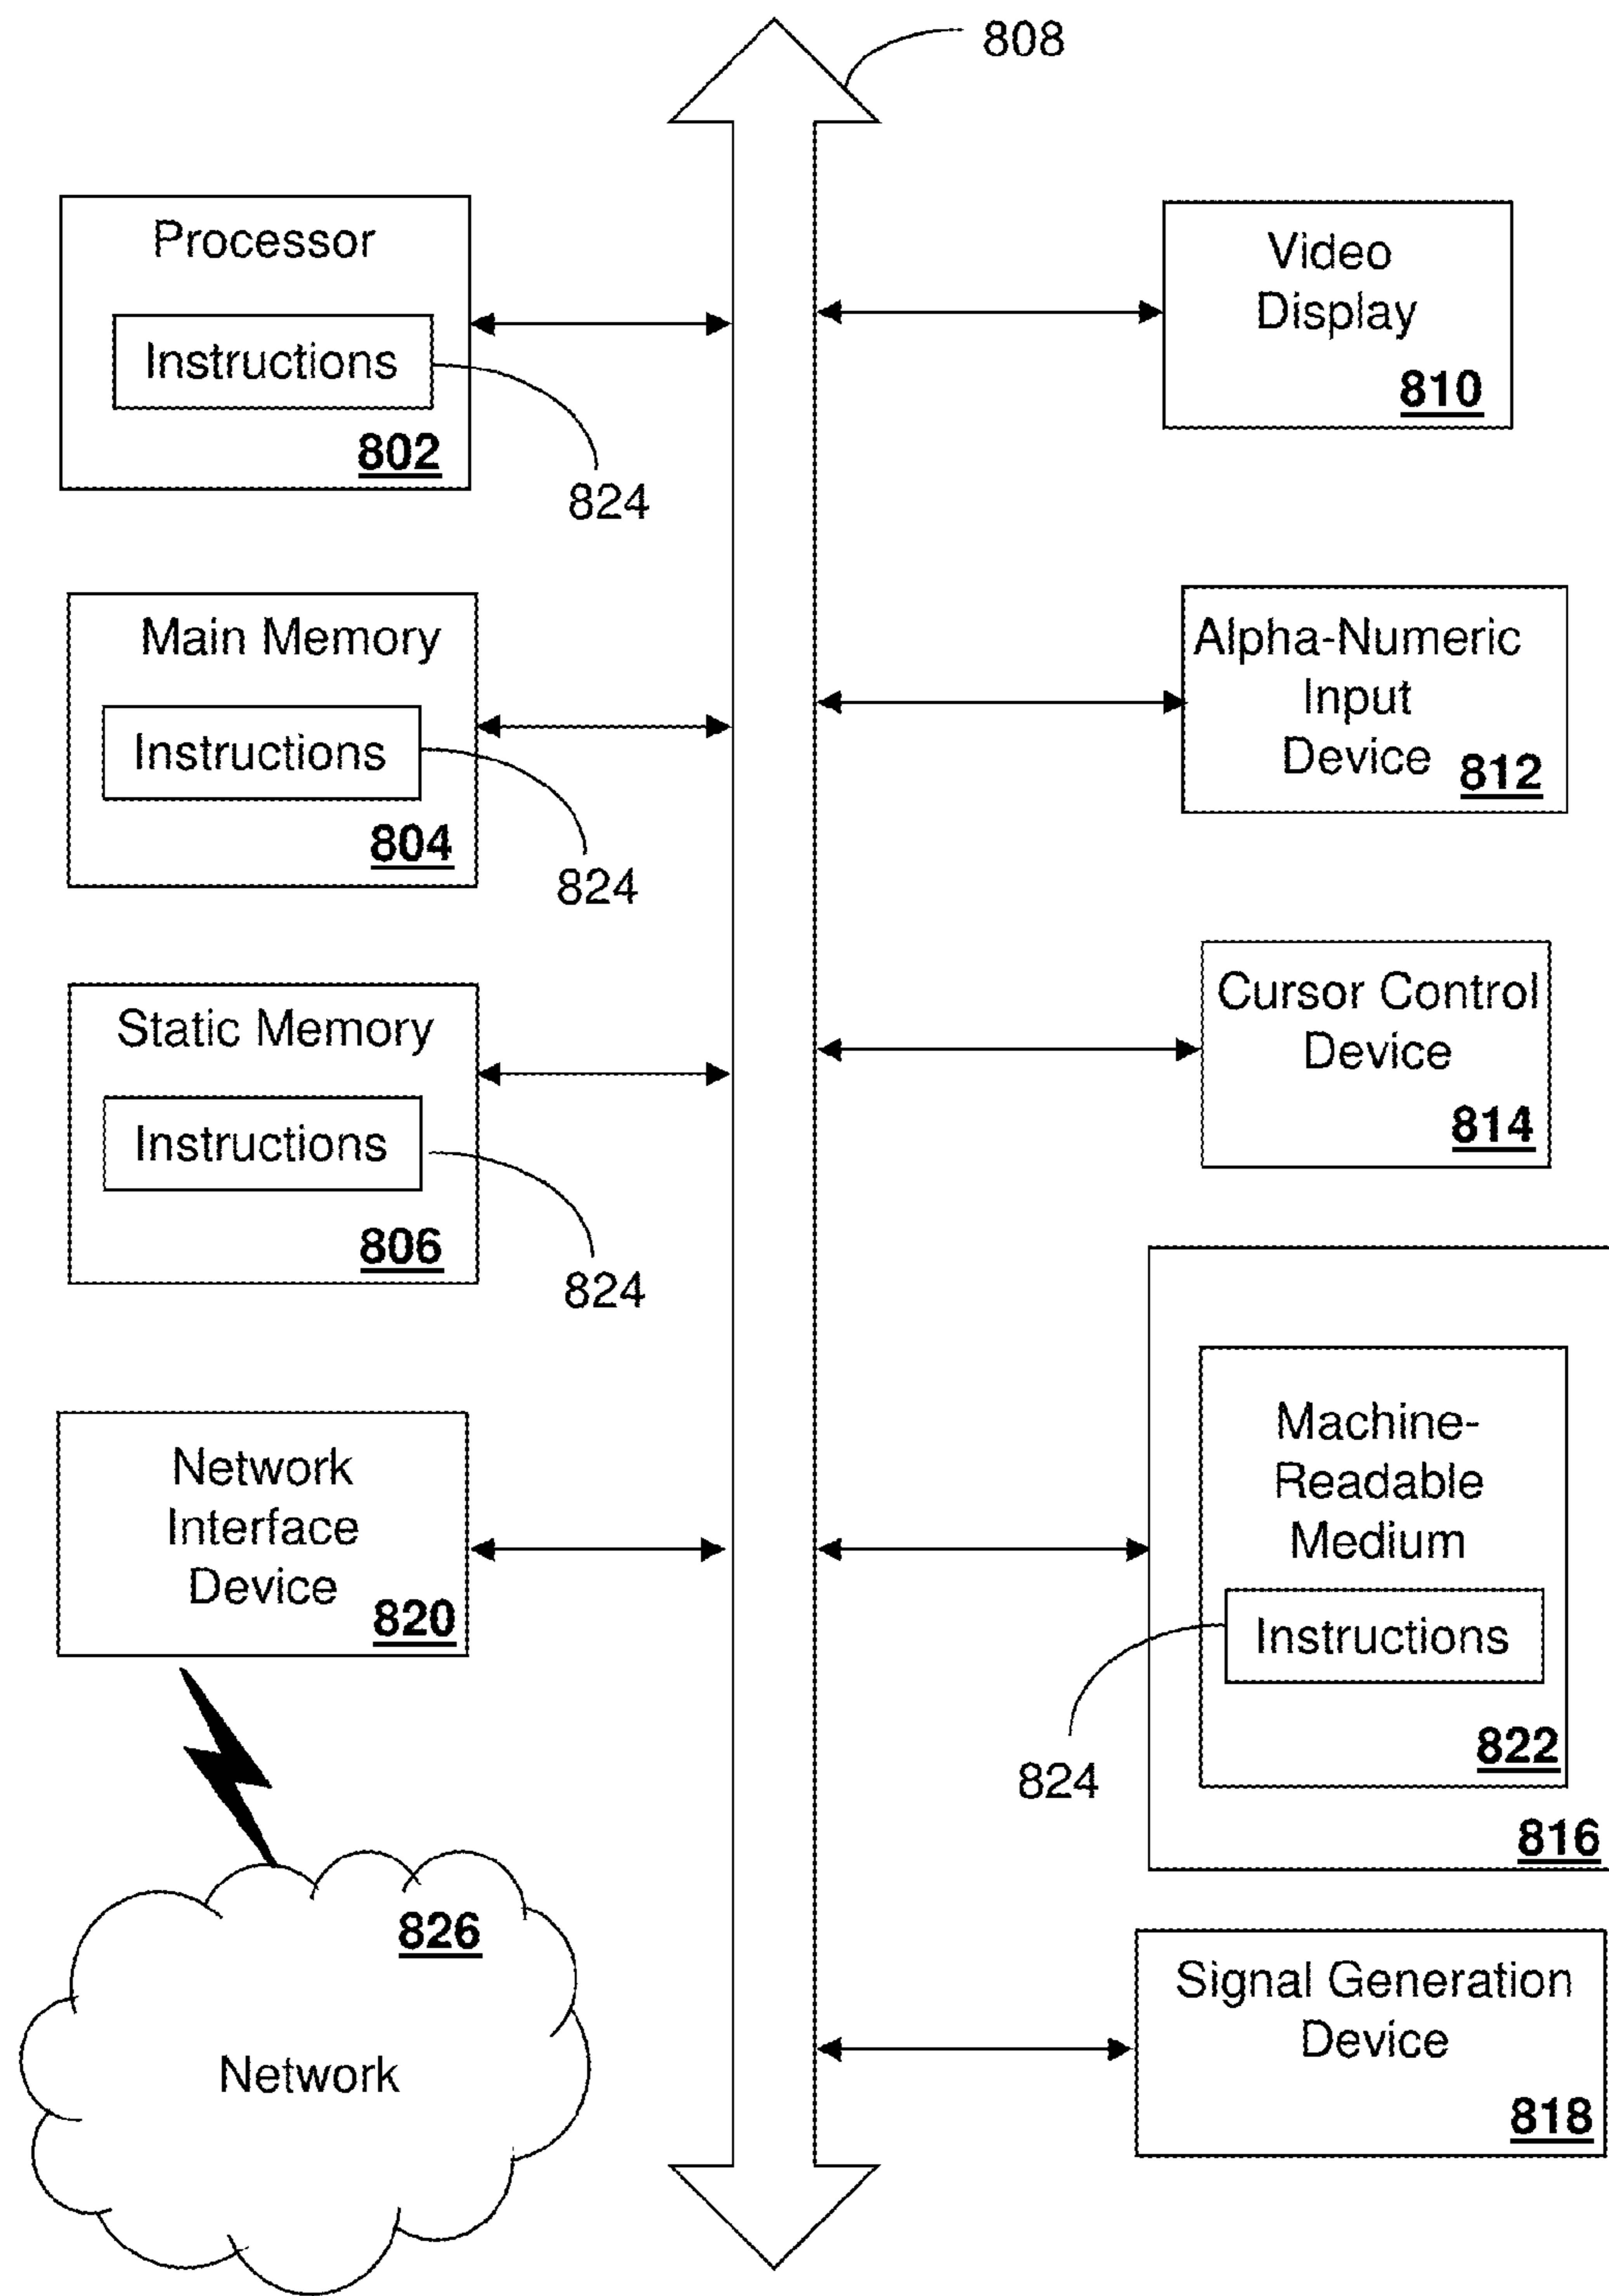 808
Processor
Instructions
802
824
Main Memory
Instructions
804
824
Static Memory
Instructions
806
824
Network
Interface
Device
820
826
Network
Video
Display
810
Alpha-Numeric
Input
Device
812
Cursor Control
Device
814
Machine-
Readable
Medium
Instructions
822
824
816
Signal Generation
Device
818